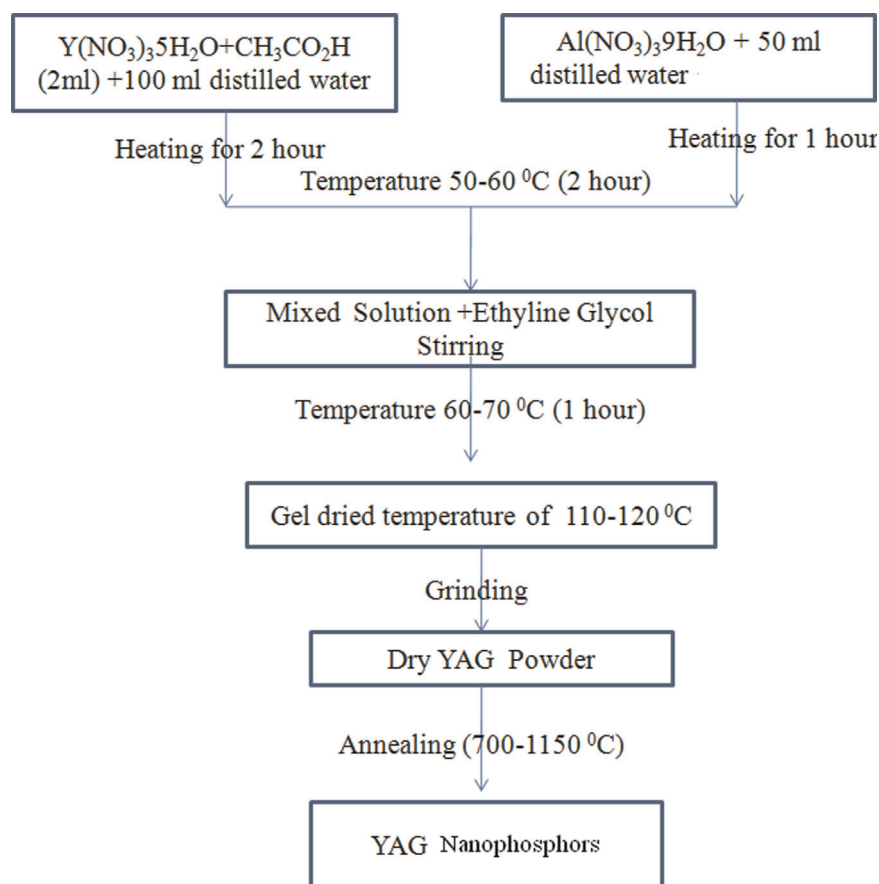 Y(NO₃)₃5H₂O+CH₃CO₂H
(2ml) +100 ml distilled water
Al(NO₃)₃9H₂O + 50 ml
distilled water
Heating for 2 hour
Heating for 1 hour
Temperature 50-60 ⁰C (2 hour)
Mixed Solution +Ethyline Glycol
Stirring
Temperature 60-70 ⁰C (1 hour)
Gel dried temperature of 110-120 ⁰C
Grinding
Dry YAG Powder
Annealing (700-1150 ⁰C)
YAG Nanophosphors